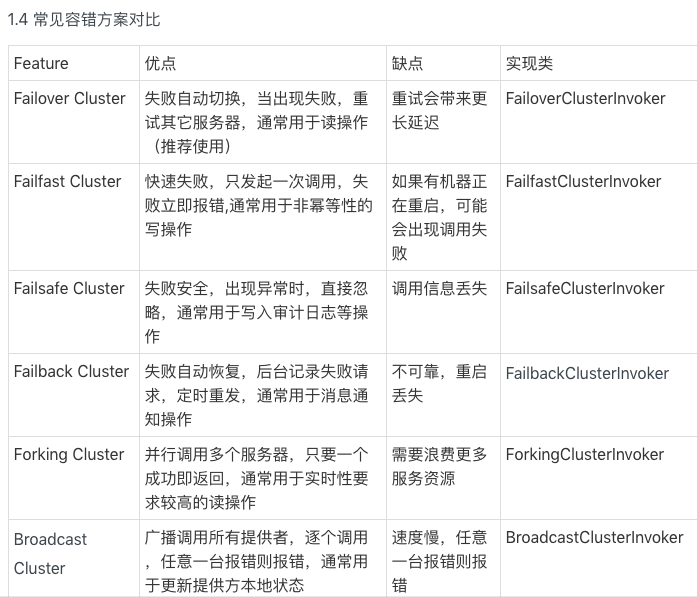 1.4 常见容错方案对比
Feature 优点 缺点 实现类
Failover Cluster 失败自动切换，当出现失败，重 重试会带来更 FailoverClusterInvoker
试其它服务器，通常用于读操作 长延迟
（推荐使用）
Failfast Cluster 快速失败，只发起一次调用，失 如果有机器正 FailfastClusterInvoker
败立即报错,通常用于非幂等性的 在重启，可能
写操作 会出现调用失
败
Failsafe Cluster 失败安全，出现异常时，直接忽 调用信息丢失 FailsafeClusterInvoker
略，通常用于写入审计日志等操
作
Failback Cluster 失败自动恢复，后台记录失败请 不可靠，重启 FailbackClusterInvoker
求，定时重发，通常用于消息通 丢失
知操作
Forking Cluster 并行调用多个服务器，只要一个 需要浪费更多 ForkingClusterInvoker
成功即返回，通常用于实时性要 服务资源
求较高的读操作
Broadcast 广播调用所有提供者，逐个调用 速度慢，任意 BroadcastClusterInvoker
Cluster ，任意一台报错则报错，通常用 一台报错则报
于更新提供方本地状态 错